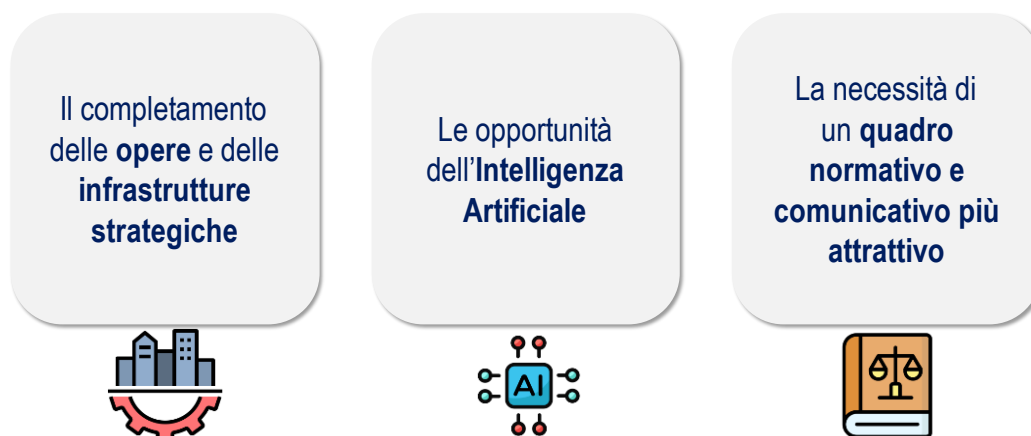 Il completamento
delle opere e delle
infrastrutture
strategiche
Le opportunità
dell'Intelligenza
Artificiale
La necessità di
un quadro
normativo e
comunicativo più
attrattivo
AI